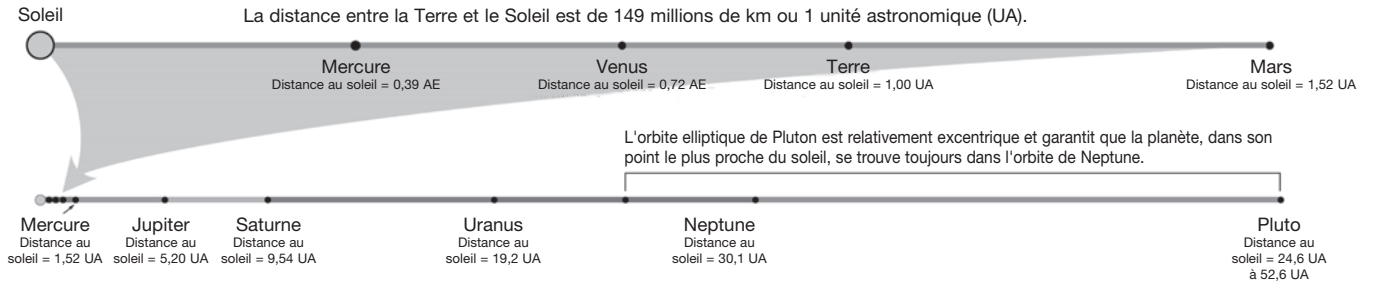 La distance entre la Terre et le Soleil est de 149 millions de km ou 1 unité astronomique (UA).
Soleil
Mercure
Distance au soleil = 0,39 AE
Venus
Distance au soleil = 0,72 AE
Terre
Distance au soleil = 1,00 UA
Mars
Distance au soleil = 1,52 UA
L'orbite elliptique de Pluton est relativement excentrique et garantit que la planète, dans son
point le plus proche du soleil, se trouve toujours dans l'orbite de Neptune.
Mercure
Distance au
soleil = 1,52 UA
Jupiter
Distance au
soleil = 5,20 UA
Saturne
Distance au
soleil = 9,54 UA
Uranus
Distance au
soleil = 19,2 UA
Neptune
Distance au
soleil = 30,1 UA
Pluto
Distance au
soleil = 24,6 UA
à 52,6 UA